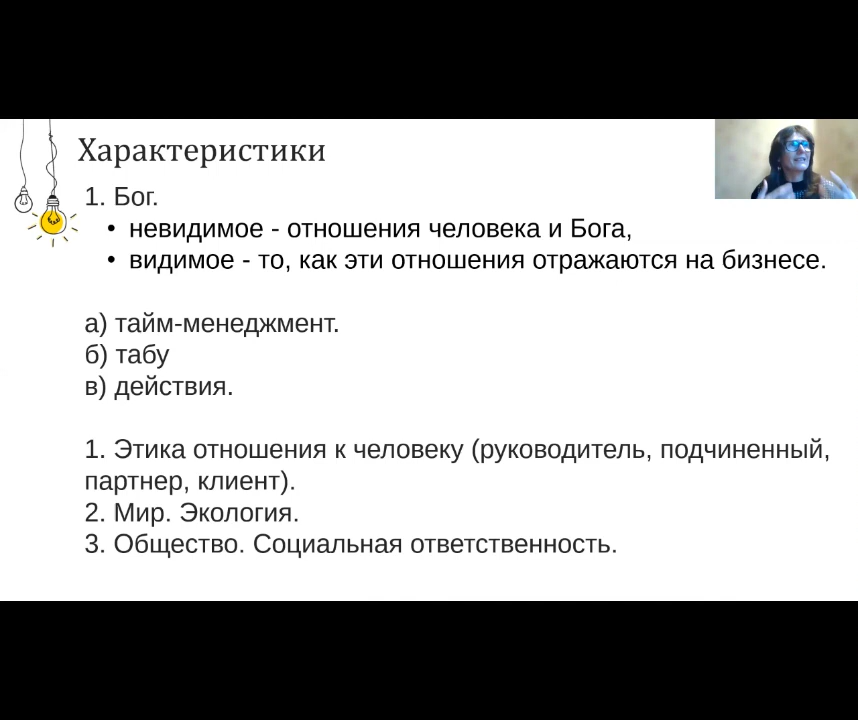 Характеристики
1. Бог.
• невидимое - отношения человека и Бога,
• видимое - то, как эти отношения отражаются на бизнесе.
а) тайм-менеджмент.
б) табу
в) действия.
1. Этика отношения к человеку (руководитель, подчиненный,
партнер, клиент).
2. Мир. Экология.
3. Общество. Социальная ответственность.